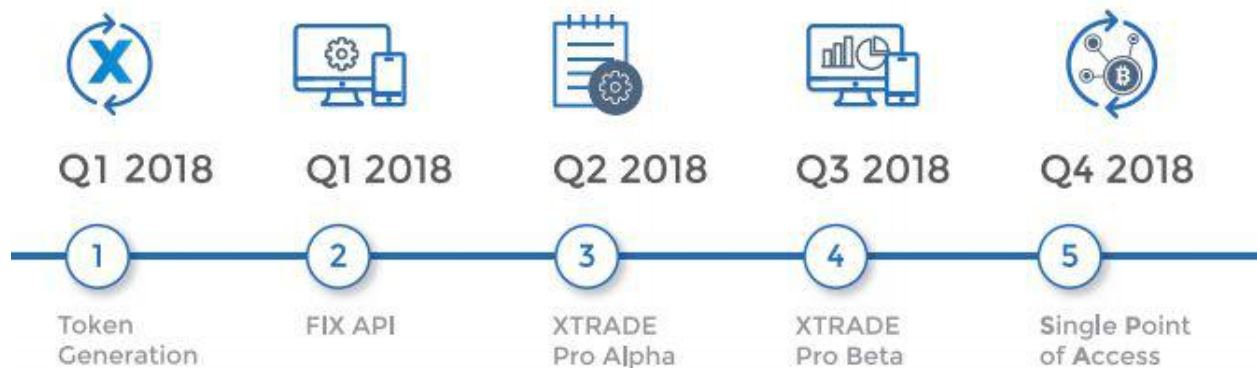 X
B
Q1 2018
Q1 2018
Q2 2018
Q3 2018
Q4 2018
1
2
3
4
5
Token
Generation
FIX API
XTRADE
Pro Alpha
XTRADE
Pro Beta
Single Point
of Access